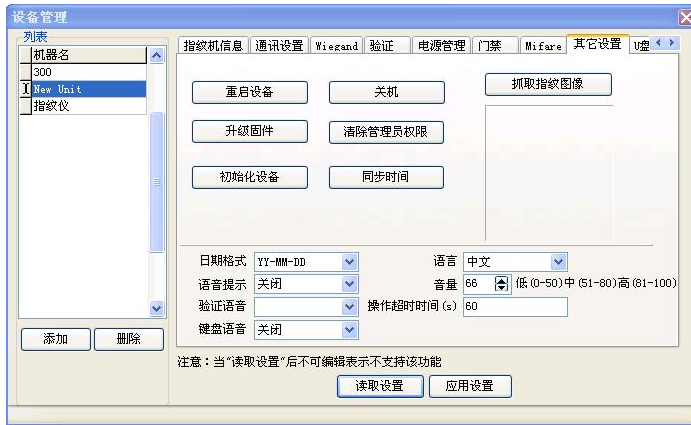 设备管理
列表
机器名
300
New Unit
指纹仪
添加 删除
指纹机信息 通讯设置 Wiegand 验证 电源管理 门禁 Mifare 其它设置 U盘
重启设备 关机 抓取指纹图像
升级固件 清除管理员权限
初始化设备 同步时间
日期格式 YY-MM-DD 语言 中文
语音提示 关闭 音量 66 低(0-50)中(51-80)高(81-100)
验证语音 操作超时时间(s) 60
键盘语音 关闭
注意：当“读取设置”后不可编辑表示不支持该功能
读取设置 应用设置